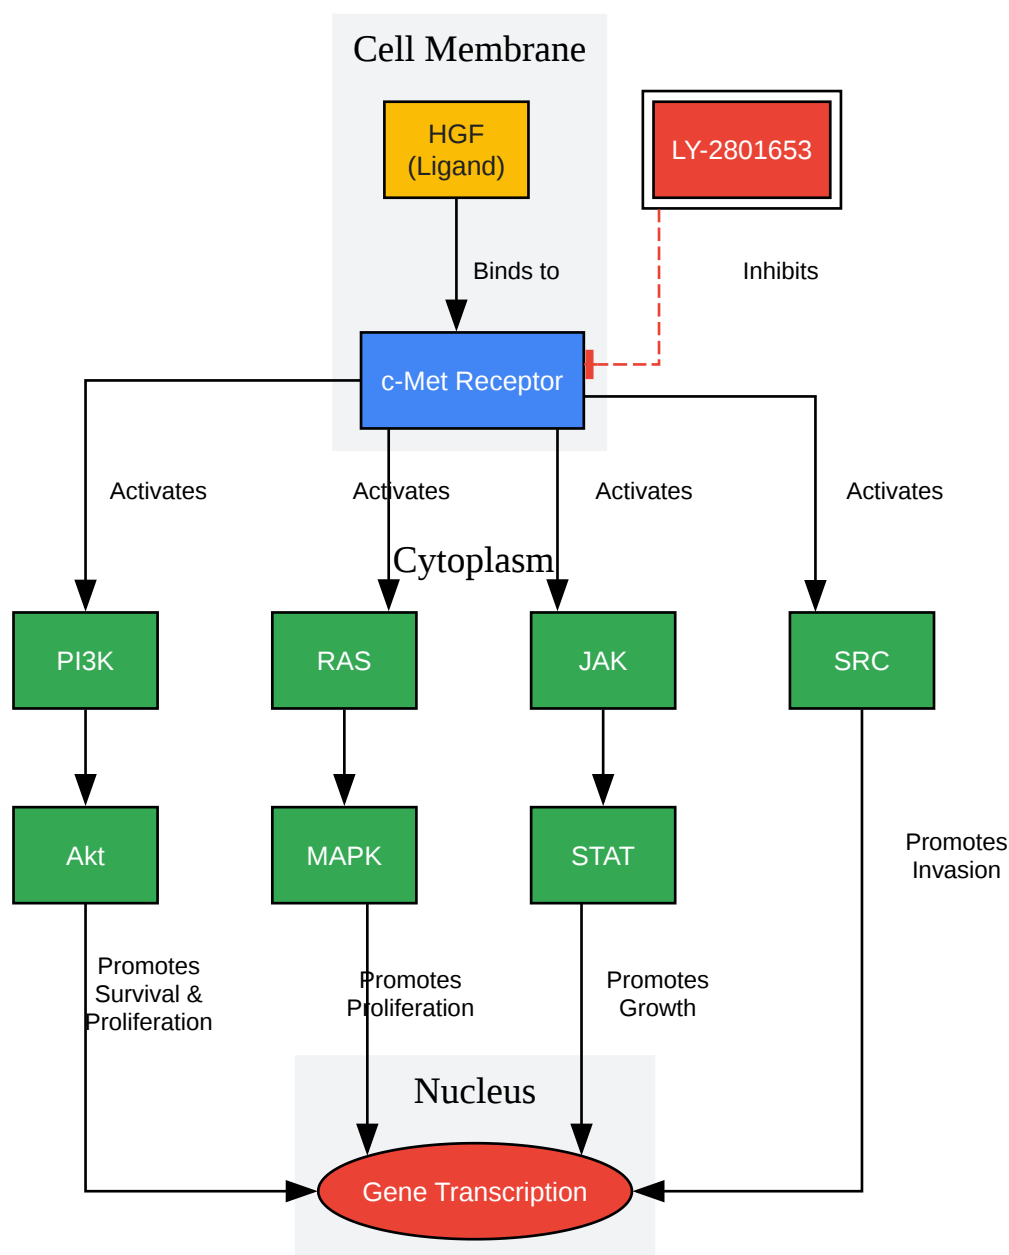 Cell Membrane
HGF
(Ligand)
LY-2801653
Binds to
Inhibits
c-Met Receptor
Activates
Activates
Activates
Activates
Cytoplasm
PI3K
RAS
JAK
SRC
Akt
MAPK
STAT
Promotes
Invasion
Promotes
Survival &
Proliferation
Promotes
Proliferation
Promotes
Growth
Nucleus
Gene Transcription